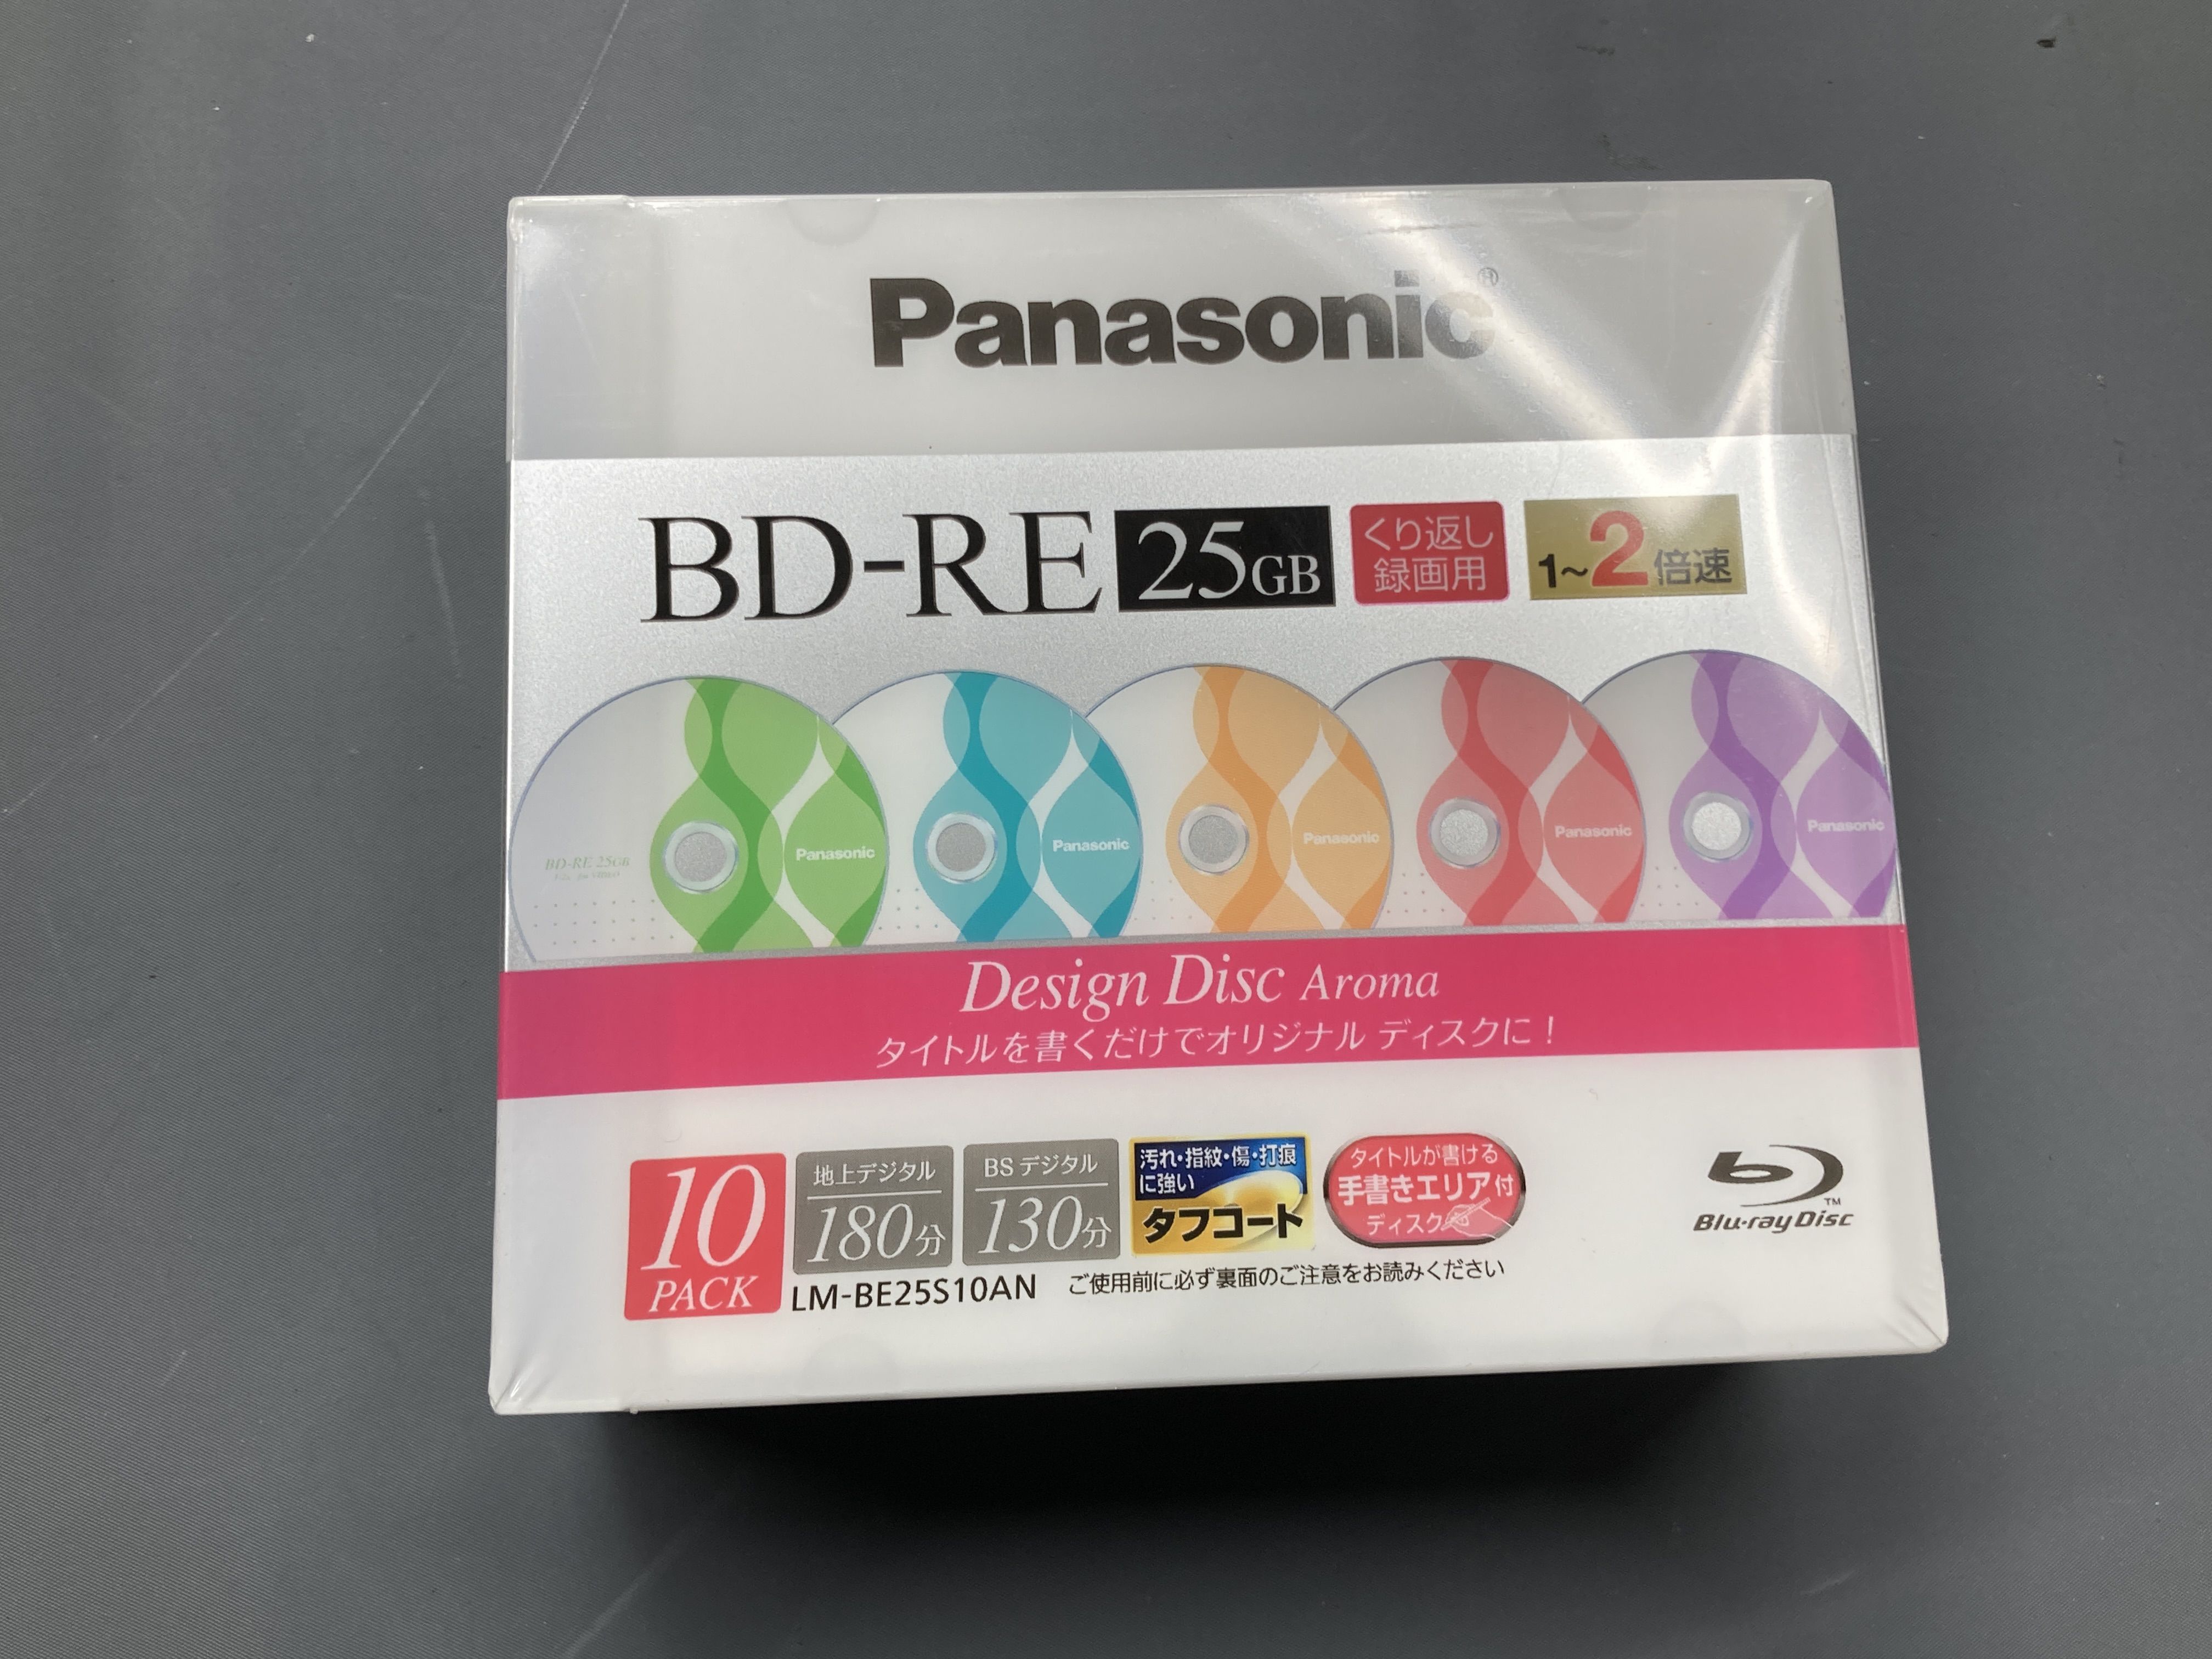 Panasonic®
BD-RE 25GB
くり返し
録画用
1~2倍速
BD-RE 25GB
Panasonic
Panasonic
Panasonic
Panasonic
Panasonic
Design Disc Aroma
タイトルを書くだけでオリジナル ディスクに!
10
PACK
地上デジタル
180分
BSデジタル
130分
汚れ・指紋・傷・打痕
に強い
タフコート
タイトルが書ける
手書きエリア付
ディスク
LM-BE25S10AN
ご使用前に必ず裏面のご注意をお読みください
Blu-ray Disc™